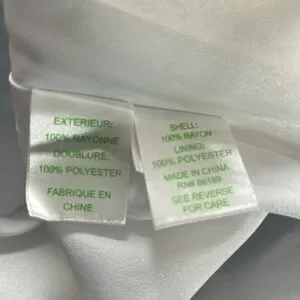 EXTERIEUR:
100% RAYONNE
DOUBLURE:
100% POLYESTER
FABRIQUE EN
CHINE
SHELL:
100% RAYON
LINING:
100% POLYESTER
MADE IN CHINA
RN# 66189
SEE REVERSE
FOR CARE